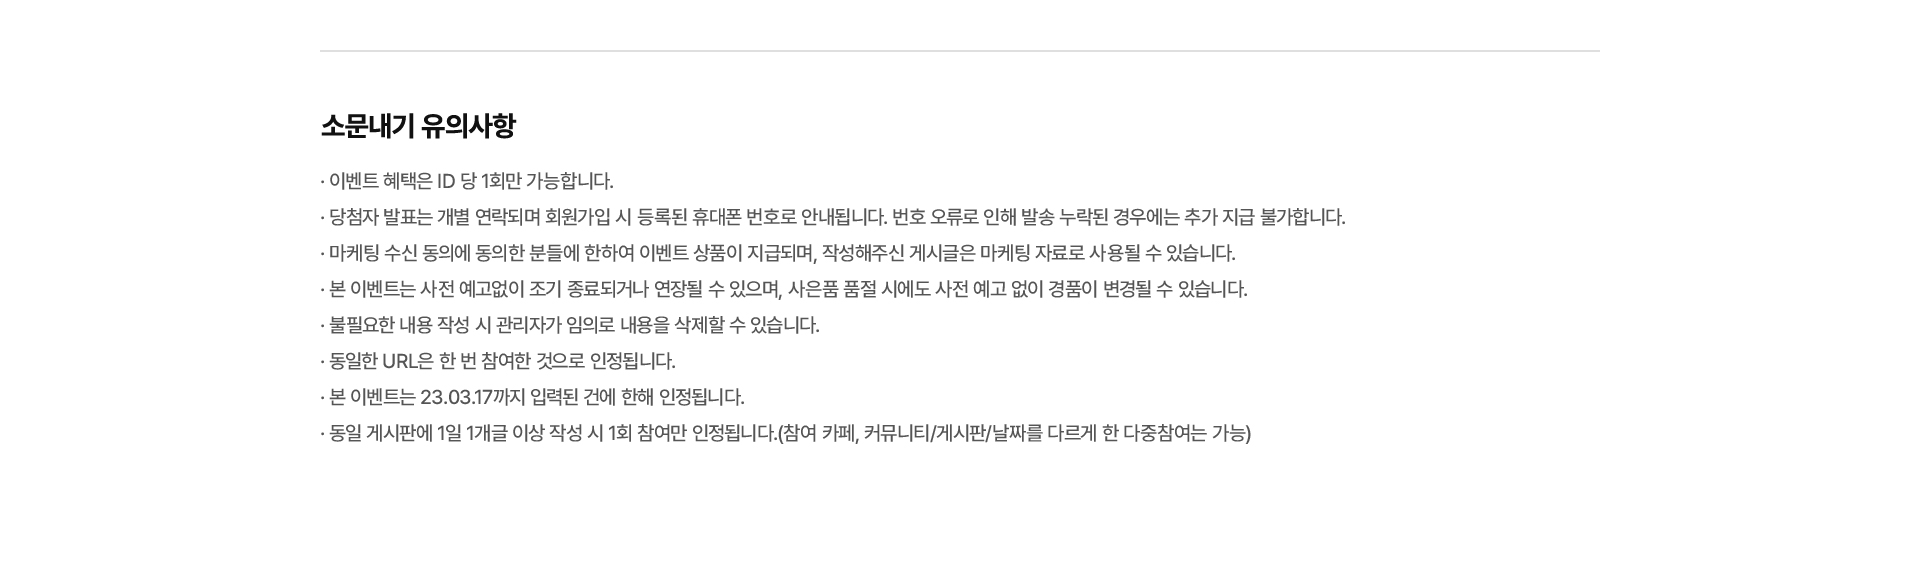 소문내기 유의사항
· 이벤트 혜택은 ID 당 1회만 가능합니다.
· 당첨자 발표는 개별 연락되며 회원가입 시 등록된 휴대폰 번호로 안내됩니다. 번호 오류로 인해 발송 누락된 경우에는 추가 지급 불가합니다.
· 마케팅 수신 동의에 동의한 분들에 한하여 이벤트 상품이 지급되며, 작성해주신 게시글은 마케팅 자료로 사용될 수 있습니다.
· 본 이벤트는 사전 예고없이 조기 종료되거나 연장될 수 있으며, 사은품 품절 시에도 사전 예고 없이 경품이 변경될 수 있습니다.
· 불필요한 내용 작성 시 관리자가 임의로 내용을 삭제할 수 있습니다.
· 동일한 URL은 한 번 참여한 것으로 인정됩니다.
· 본 이벤트는 23.03.17까지 입력된 건에 한해 인정됩니다.
· 동일 게시판에 1일 1개글 이상 작성 시 1회 참여만 인정됩니다.(참여 카페, 커뮤니티/게시판/날짜를 다르게 한 다중참여는 가능)